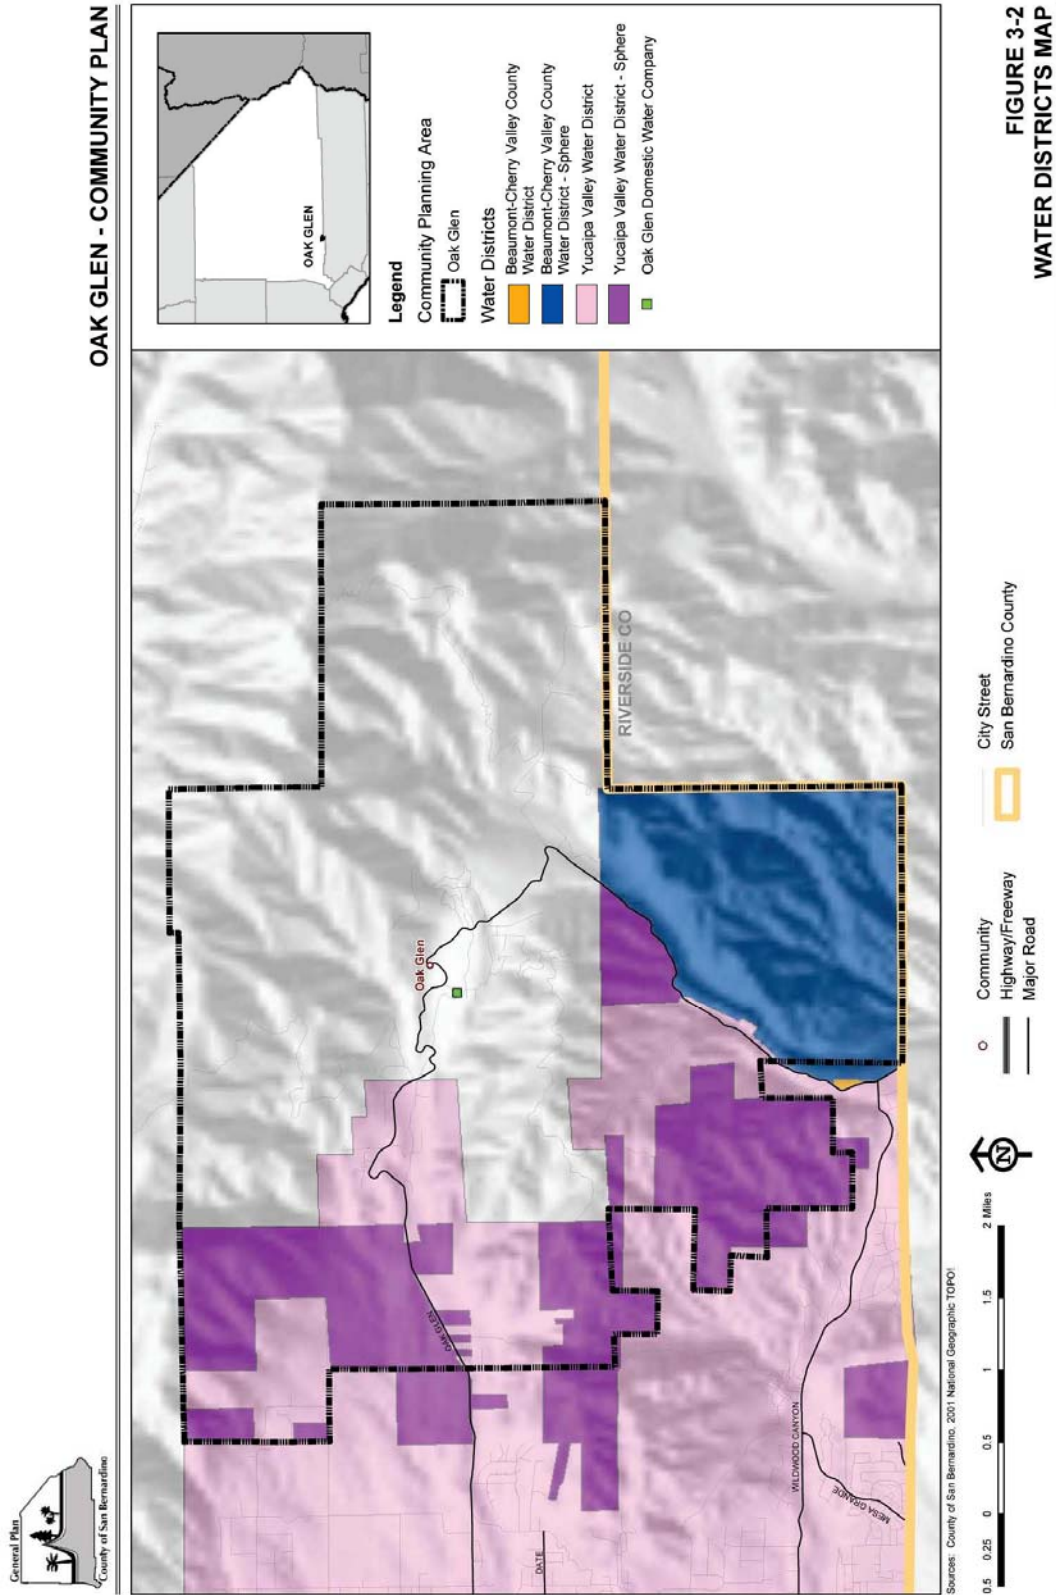 General Plan
County of San Bernardino
OAK GLEN - COMMUNITY PLAN
OAK GLEN
Legend
Community Planning Area
Oak Glen
Water Districts
Beaumont-Cherry Valley County
Water District
Beaumont-Cherry Valley County
Water District - Sphere
Yucaipa Valley Water District
Yucaipa Valley Water District - Sphere
Oak Glen Domestic Water Company
Oak Glen
OAK GLEN
RIVERSIDE CO
DATE
WILDWOOD CANYON
MESA GRANDE
Sources: County of San Bernardino, 2001 National Geographic TOPO!
0.5 0.25 0 0.5 1 1.5 2 Miles
N
Community
Highway/Freeway
Major Road
City Street
San Bernardino County
FIGURE 3-2
WATER DISTRICTS MAP